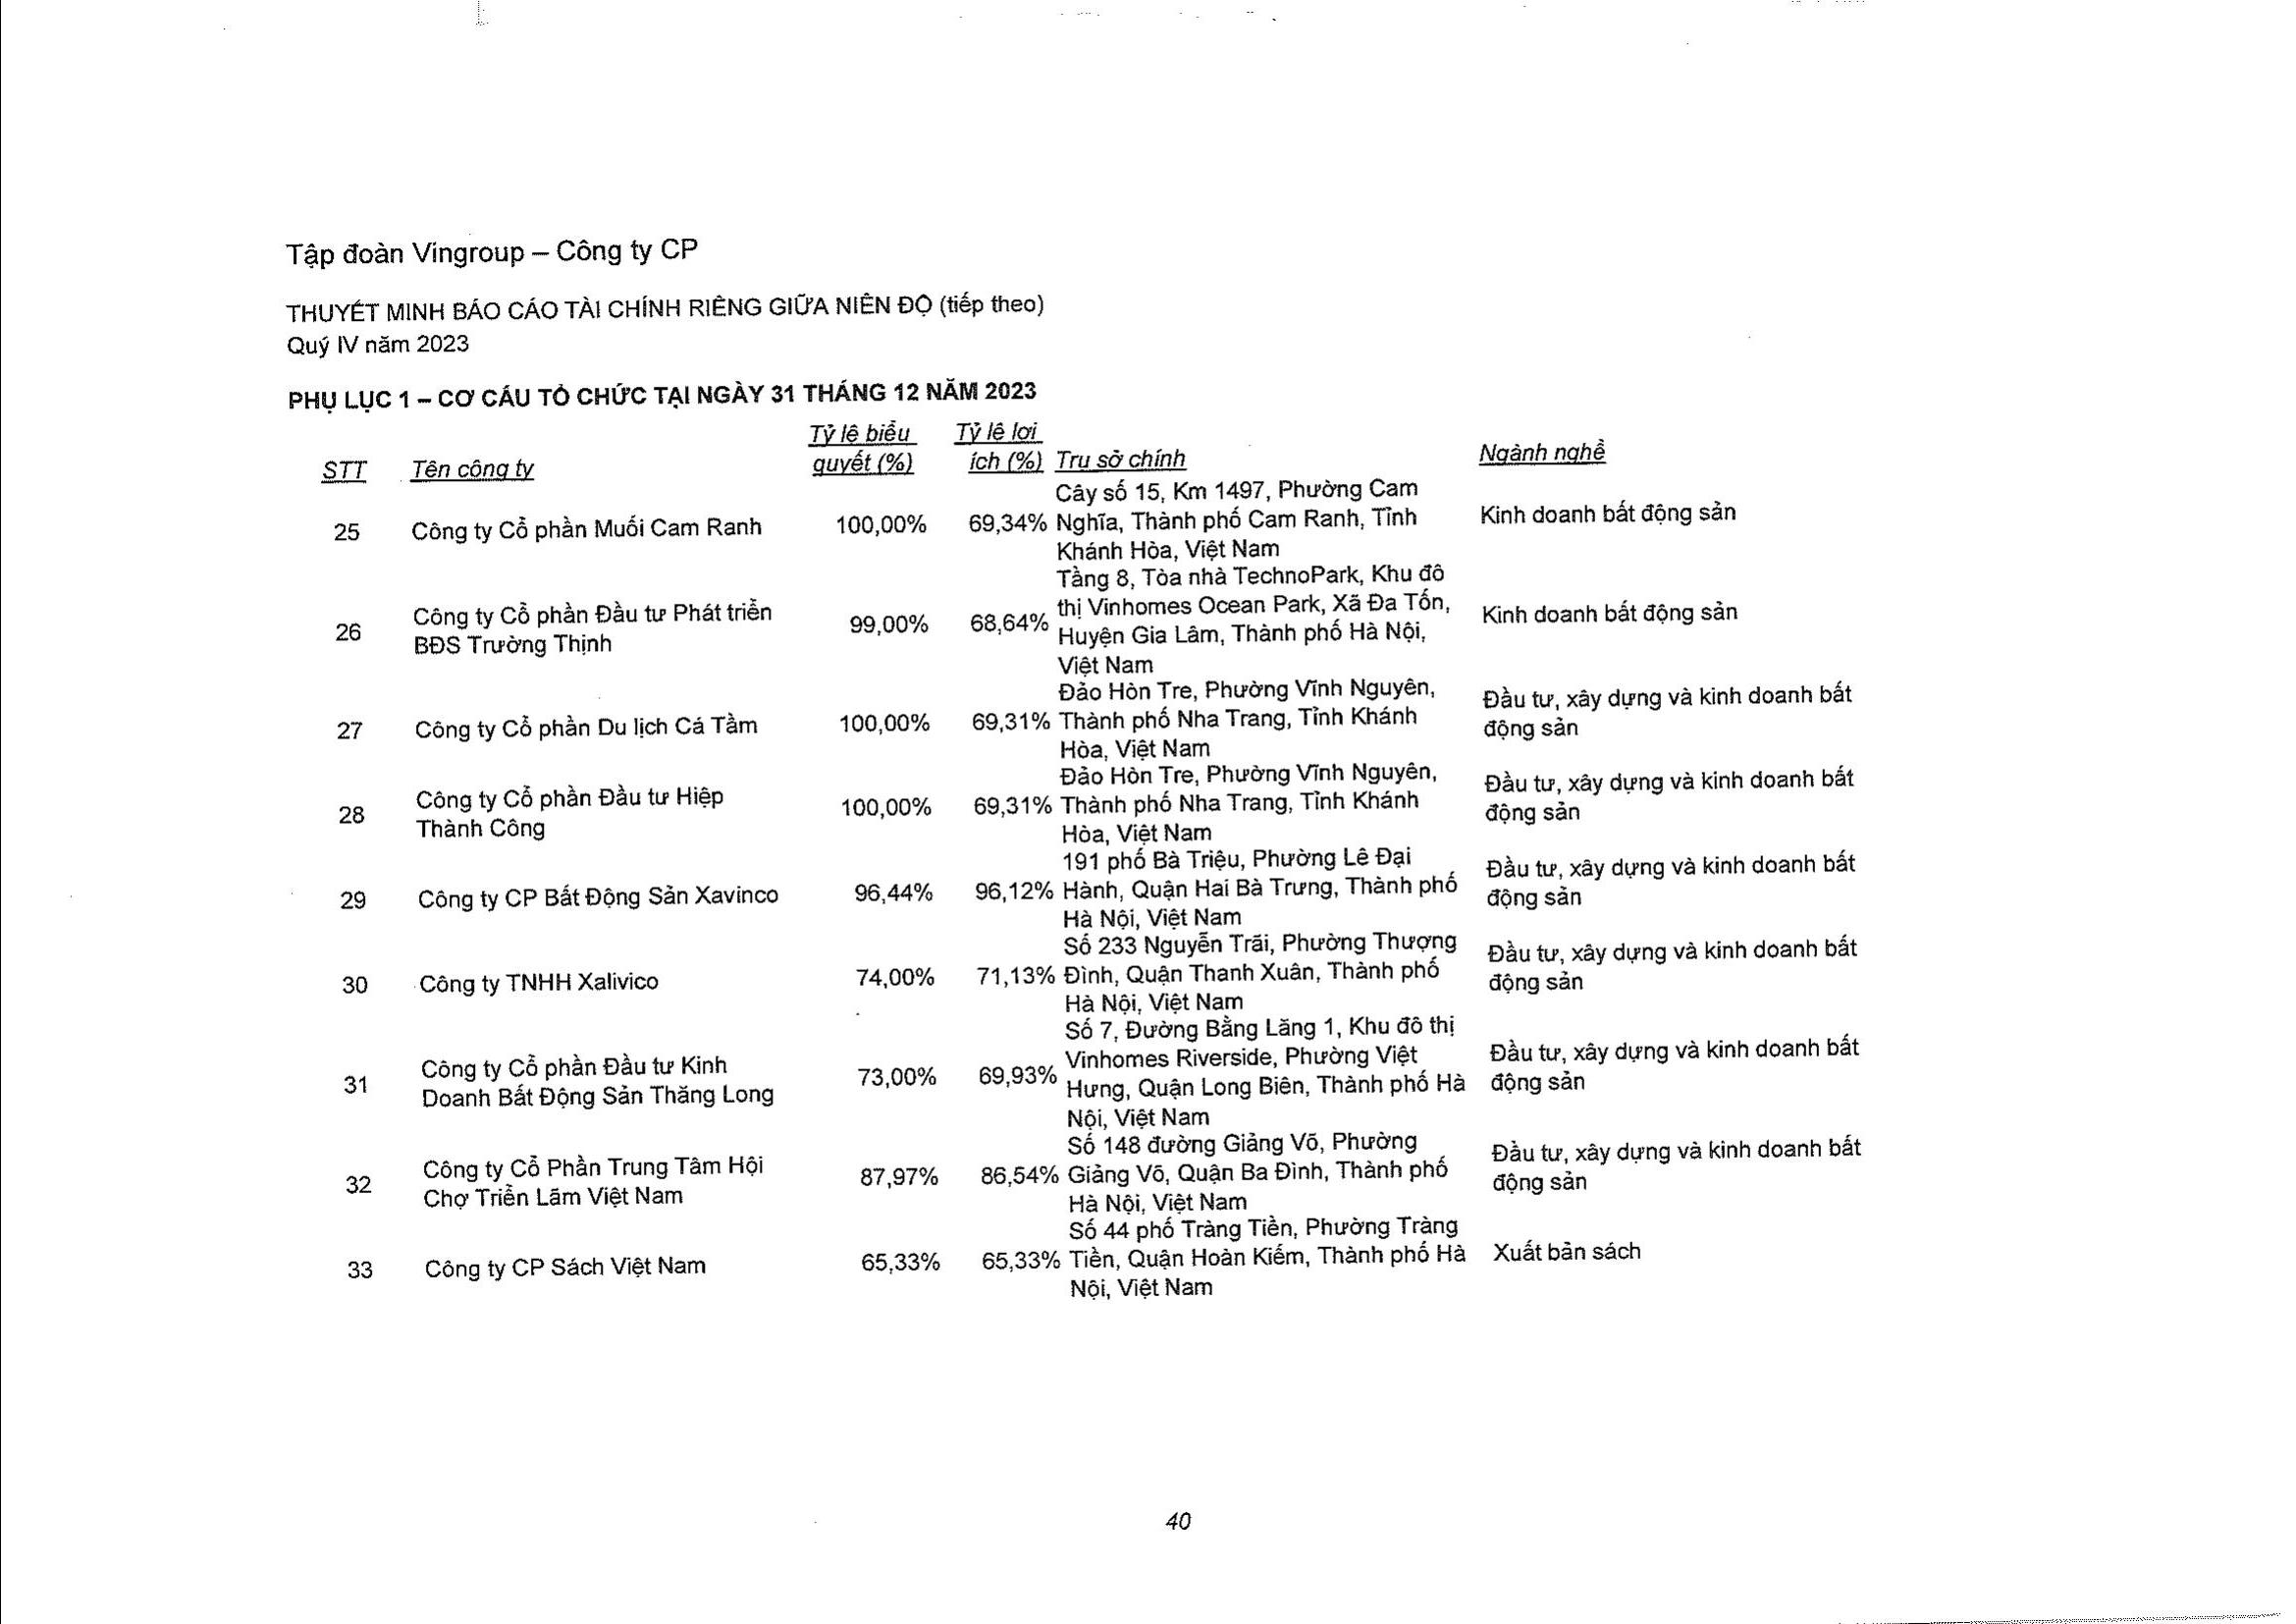 Tập đoàn Vingroup – Công ty CP
THUYẾT MINH BÁO CÁO TÀI CHÍNH RIÊNG GIỮA NIÊN ĐỘ (tiếp theo)
Quý IV năm 2023
PHỤ LỤC 1 – CƠ CẤU TỔ CHỨC TẠI NGÀY 31 THÁNG 12 NĂM 2023
STT Tên công ty Tỷ lệ biểu quyết (%) Tỷ lệ lợi ích (%) Trụ sở chính Ngành nghề
Cây số 15, Km 1497, Phường Cam
25 Công ty Cổ phần Muối Cam Ranh 100,00% 69,34% Nghĩa, Thành phố Cam Ranh, Tỉnh Kinh doanh bất động sản
Khánh Hòa, Việt Nam
Tầng 8, Tòa nhà TechnoPark, Khu đô
26 Công ty Cổ phần Đầu tư Phát triển 99,00% 68,64% thị Vinhomes Ocean Park, Xã Đa Tốn, Kinh doanh bất động sản
BĐS Trường Thịnh Huyện Gia Lâm, Thành phố Hà Nội,
Việt Nam
Đảo Hòn Tre, Phường Vĩnh Nguyên, Đầu tư, xây dựng và kinh doanh bất
27 Công ty Cổ phần Du lịch Cá Tầm 100,00% 69,31% Thành phố Nha Trang, Tỉnh Khánh động sản
Hòa, Việt Nam
Đảo Hòn Tre, Phường Vĩnh Nguyên, Đầu tư, xây dựng và kinh doanh bất
28 Công ty Cổ phần Đầu tư Hiệp 100,00% 69,31% Thành phố Nha Trang, Tỉnh Khánh động sản
Thành Công Hòa, Việt Nam
191 phố Bà Triệu, Phường Lê Đại Đầu tư, xây dựng và kinh doanh bất
29 Công ty CP Bất Động Sản Xavinco 96,44% 96,12% Hành, Quận Hai Bà Trưng, Thành phố động sản
Hà Nội, Việt Nam
Số 233 Nguyễn Trãi, Phường Thượng Đầu tư, xây dựng và kinh doanh bất
30 Công ty TNHH Xalivico 74,00% 71,13% Đình, Quận Thanh Xuân, Thành phố động sản
Hà Nội, Việt Nam
Số 7, Đường Bằng Lăng 1, Khu đô thị
31 Công ty Cổ phần Đầu tư Kinh 73,00% 69,93% Vinhomes Riverside, Phường Việt Đầu tư, xây dựng và kinh doanh bất
Doanh Bất Động Sản Thăng Long Hưng, Quận Long Biên, Thành phố Hà động sản
Nội, Việt Nam
Số 148 đường Giảng Võ, Phường Đầu tư, xây dựng và kinh doanh bất
32 Công ty Cổ Phần Trung Tâm Hội 87,97% 86,54% Giảng Võ, Quận Ba Đình, Thành phố động sản
Chợ Triển Lãm Việt Nam Hà Nội, Việt Nam
Số 44 phố Tràng Tiền, Phường Tràng
33 Công ty CP Sách Việt Nam 65,33% 65,33% Tiền, Quận Hoàn Kiếm, Thành phố Hà Xuất bản sách
Nội, Việt Nam
40